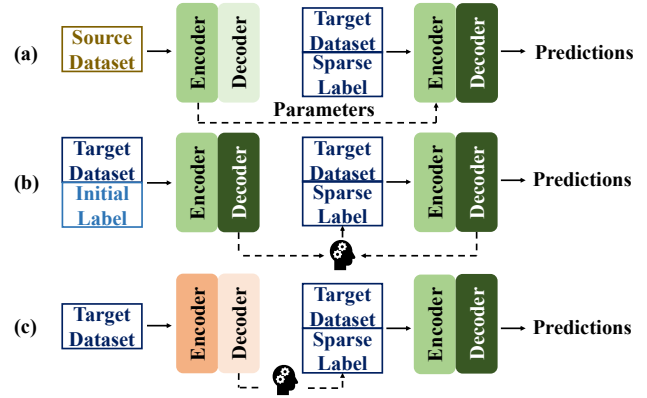 (a)
Source
Dataset
Encoder
Decoder
Target
Dataset
Sparse
Label
Encoder
Decoder
Predictions
Parameters
(b)
Target
Dataset
Initial
Label
Encoder
Decoder
Target
Dataset
Sparse
Label
Encoder
Decoder
Predictions
(c)
Target
Dataset
Encoder
Decoder
Target
Dataset
Sparse
Label
Encoder
Decoder
Predictions